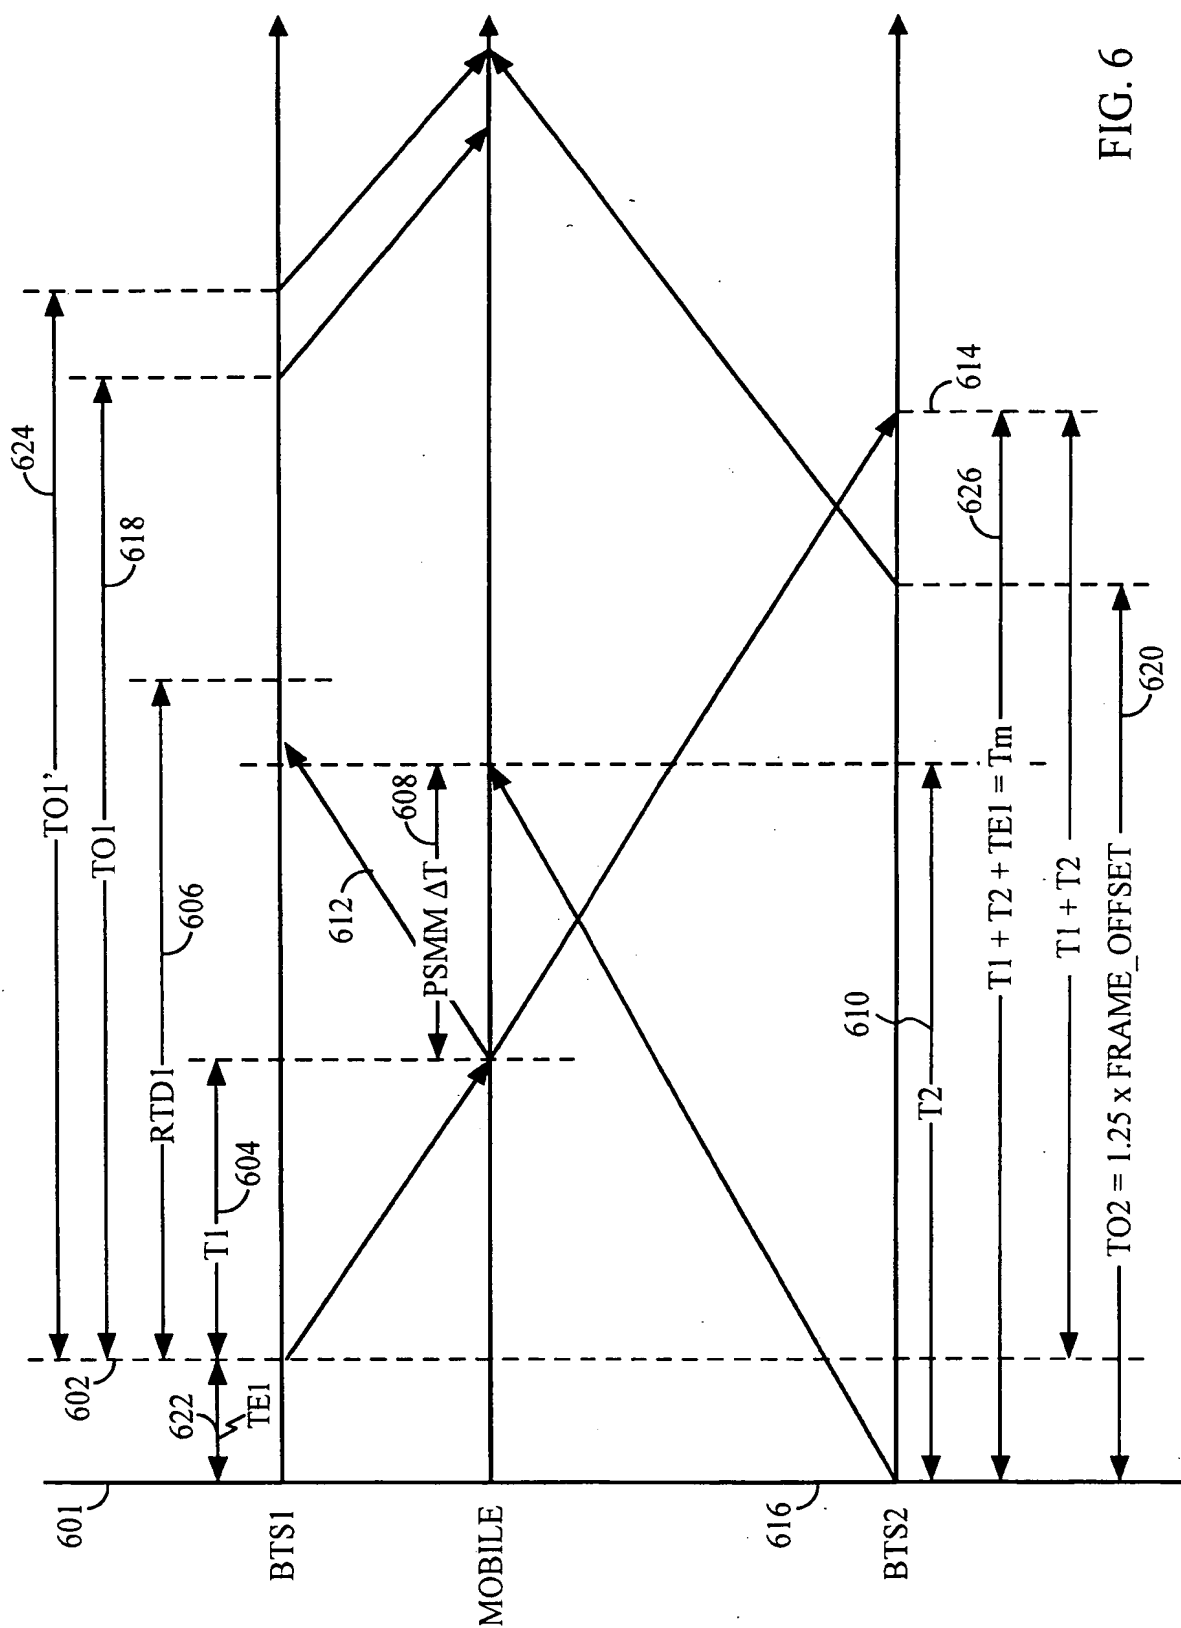 TO1'
624
TO1
618
RTD1
606
T1
604
602
622
TE1
601
BTS1
612
PSMM ΔT
608
MOBILE
616
BTS2
614
T2
610
T1 + T2 + TE1 = Tm
626
T1 + T2
TO2 = 1.25 x FRAME_OFFSET
620
FIG. 6